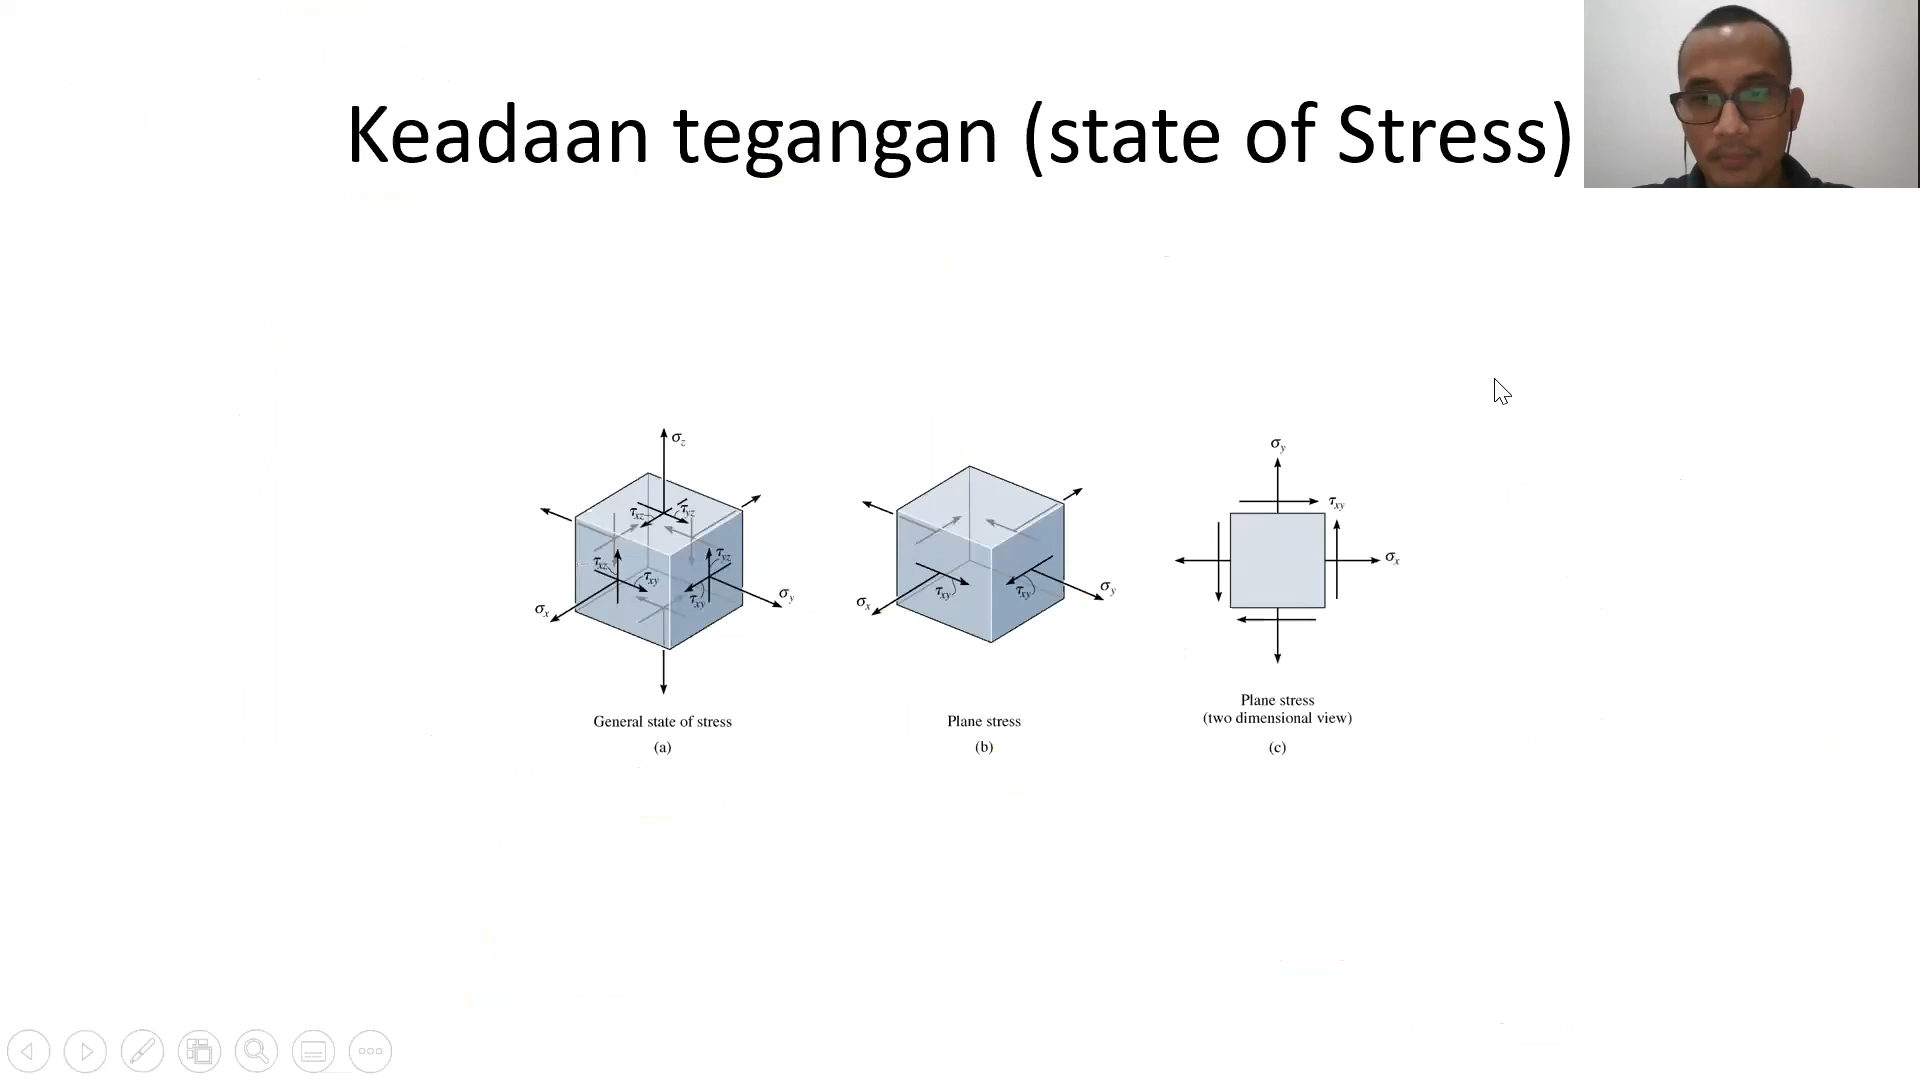 Keadaan tegangan (state of Stress)
σz
τxz τyz
τxz τxy τyz
τxy
σx σy
General state of stress
(a)
τxy τxy
σx σy
Plane stress
(b)
σy
τxy
σx
Plane stress
(two dimensional view)
(c)